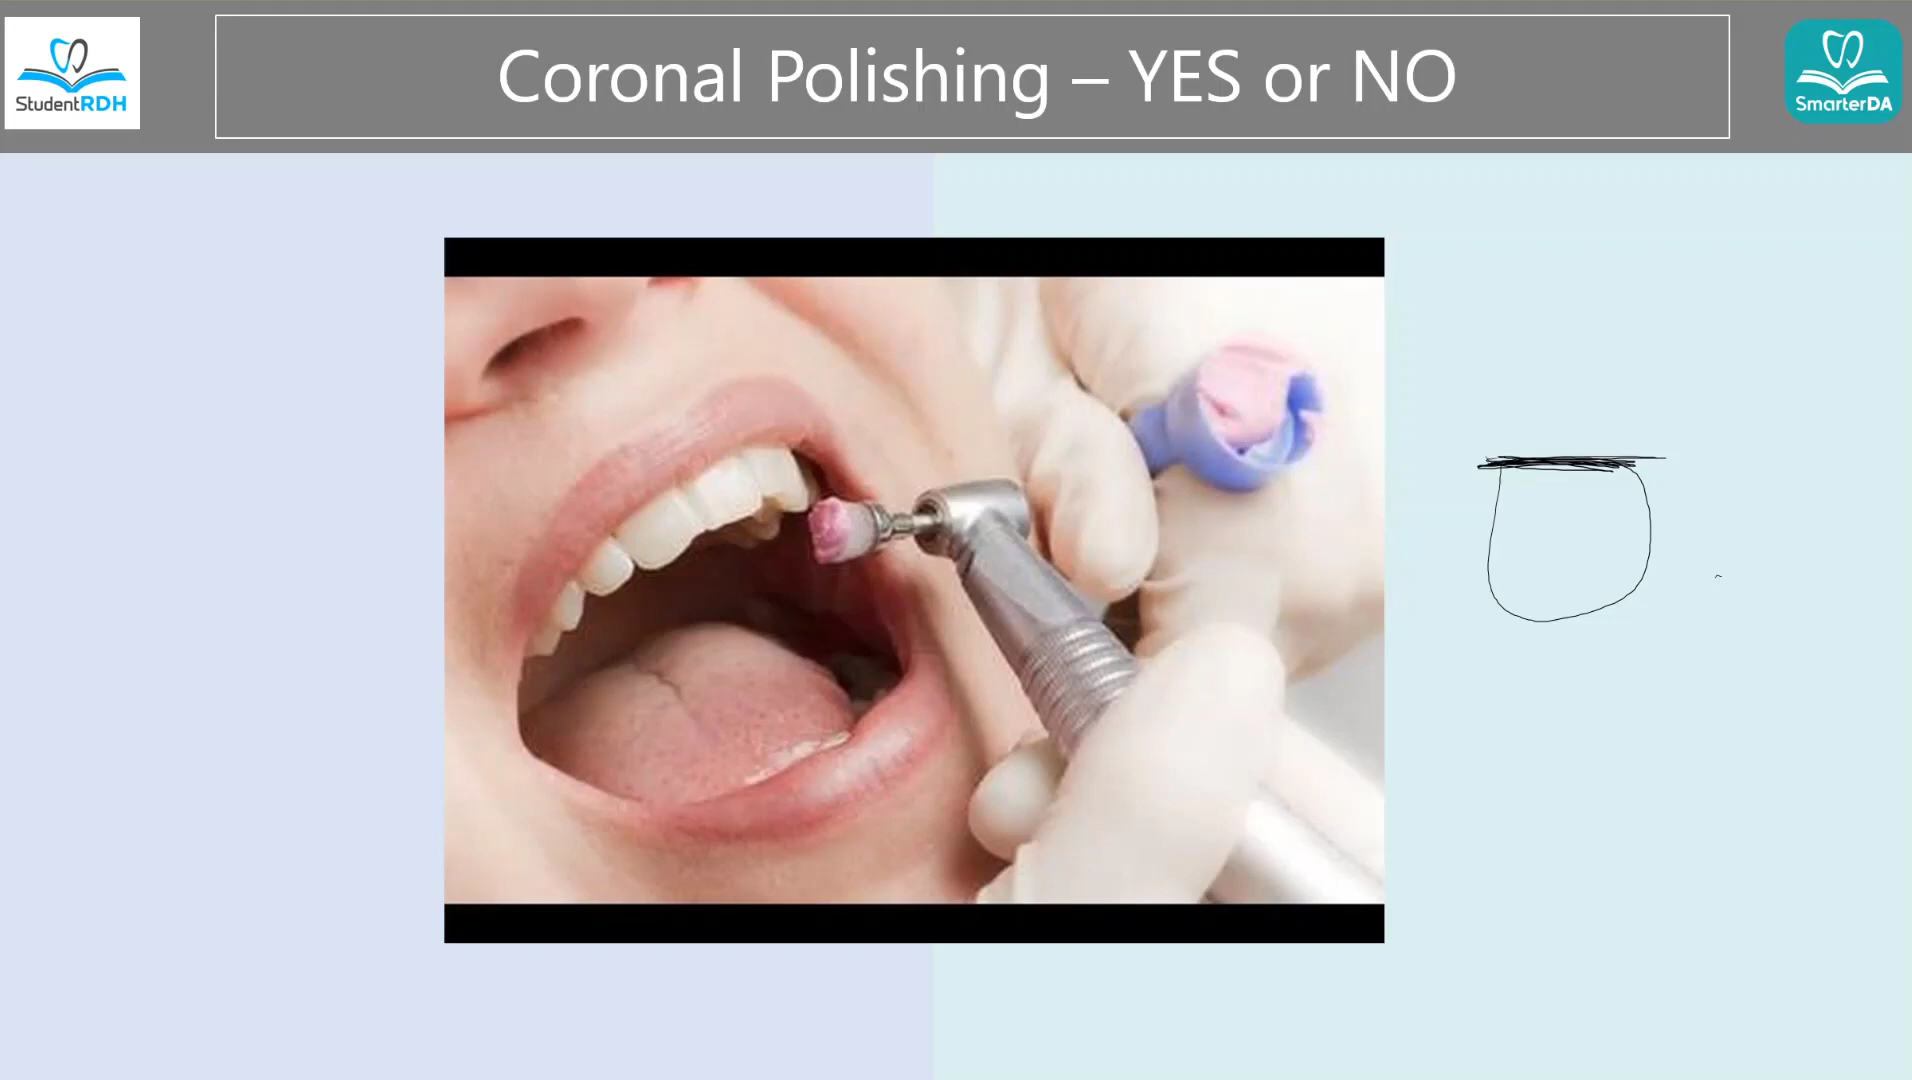 Coronal Polishing – YES or NO
StudentRDH
SmarterDA